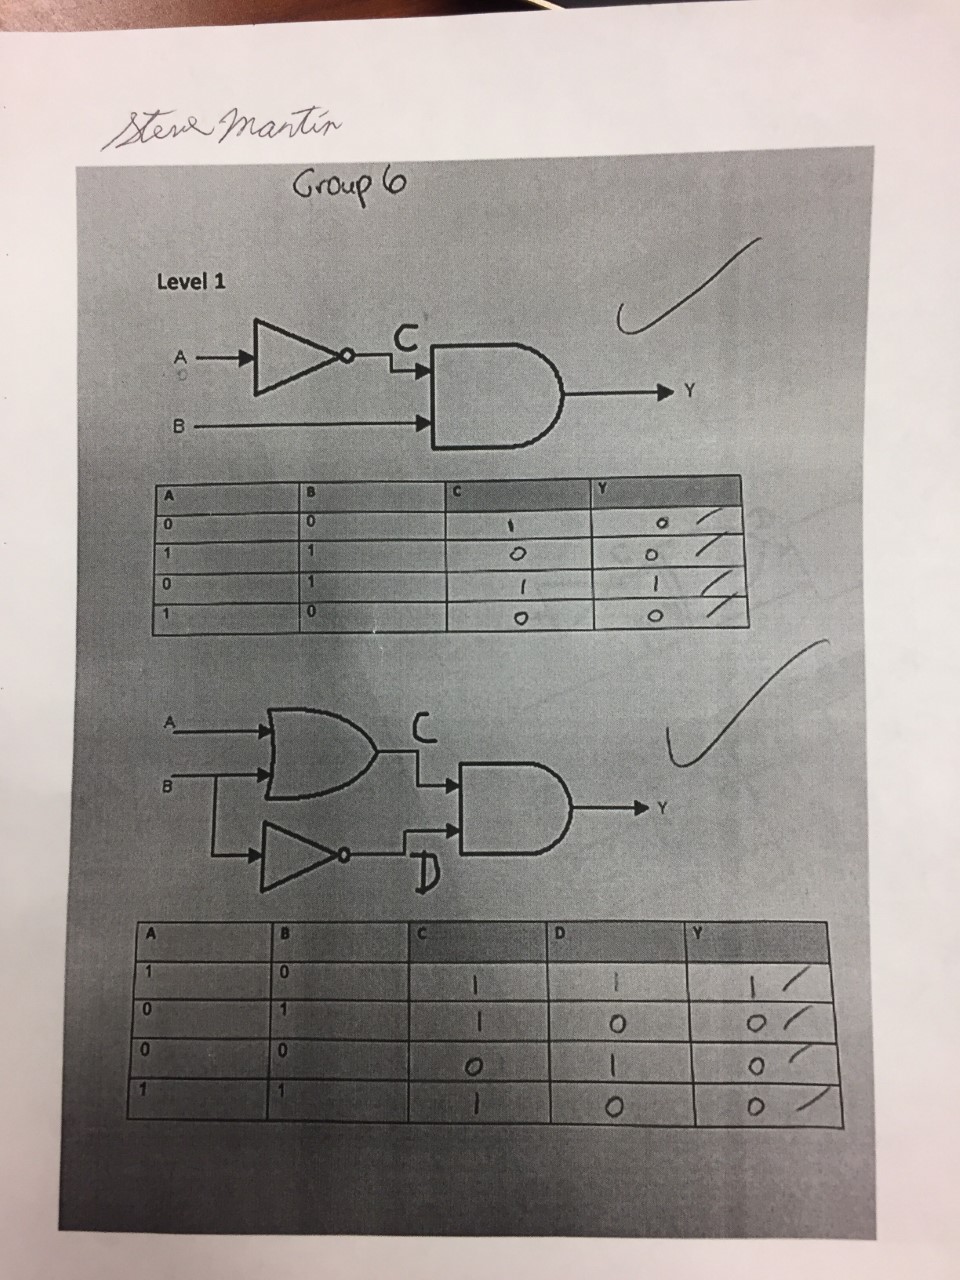 Steve Martin
Group 6
Level 1
C
A
B
Y
A B C Y
0 0 1 0
1 1 0 0
0 1 1 1
1 0 0 0
A
C
B
Y
D
A B C D Y
1 0 1 1 1
0 1 1 0 0
0 0 0 1 0
1 1 1 0 0